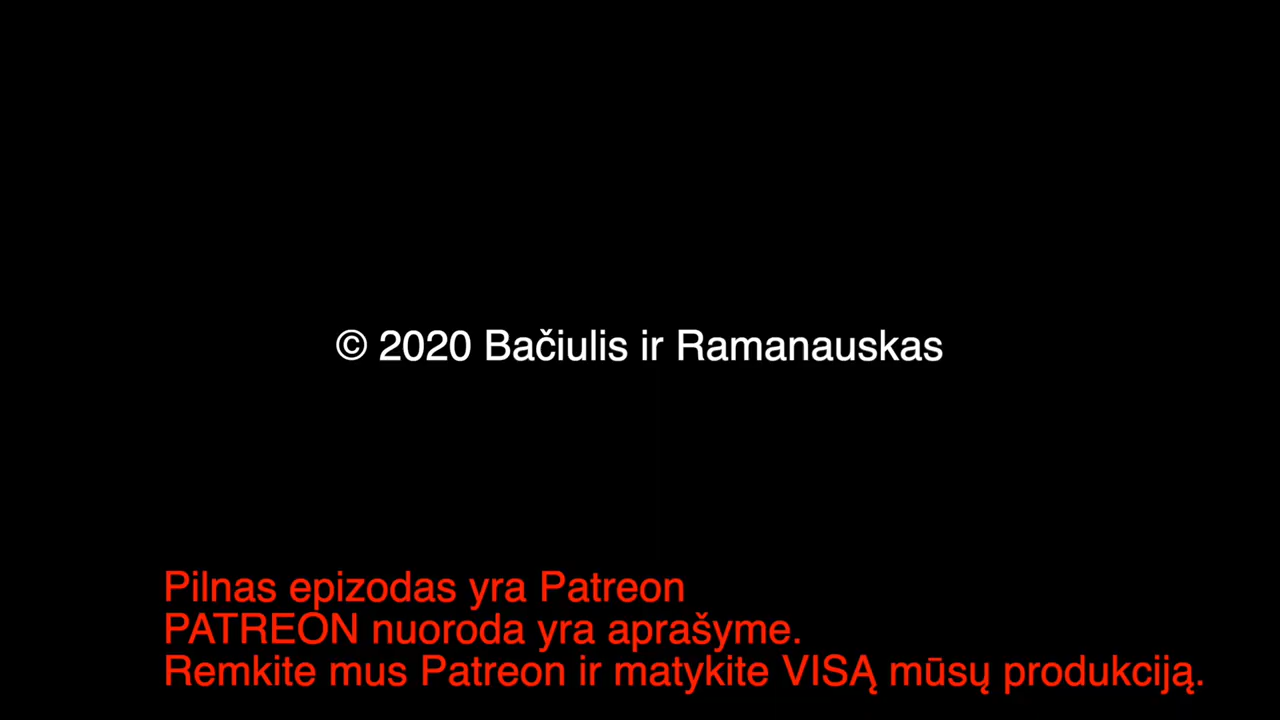 © 2020 Bačiulis ir Ramanauskas
Pilnas epizodas yra Patreon
PATREON nuoroda yra aprašyme.
Remkite mus Patreon ir matykite VISĄ mūsų produkciją.